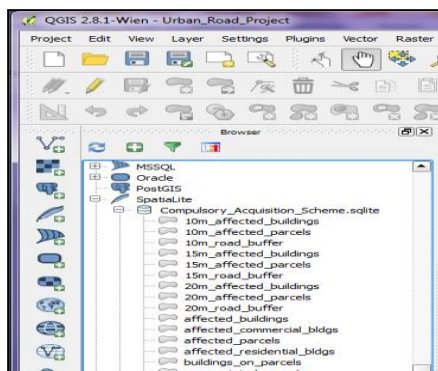 QGIS 2.8.1-Wien - Urban_Road_Project
Project Edit View Layer Settings Plugins Vector Raster
Browser
MSSQL
Oracle
PostGIS
SpatiaLite
Compulsory_Acquisition_Scheme.sqlite
10m_affected_buildings
10m_affected_parcels
10m_road_buffer
15m_affected_buildings
15m_affected_parcels
15m_road_buffer
20m_affected_buildings
20m_affected_parcels
20m_road_buffer
affected_buildings
affected_commercial_bldgs
affected_parcels
affected_residential_bldgs
buildings_on_parcels